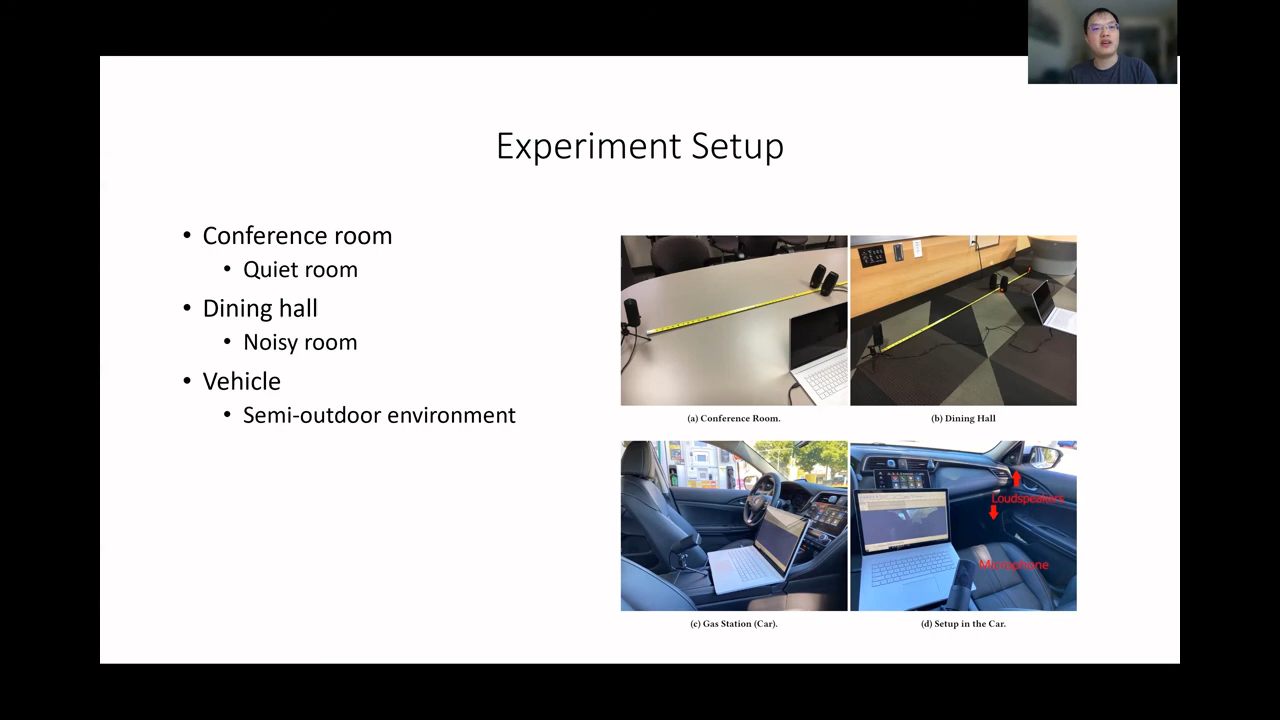 Experiment Setup
• Conference room
• Quiet room
• Dining hall
• Noisy room
• Vehicle
• Semi-outdoor environment
(a) Conference Room.
(b) Dining Hall
Loudspeakers
Microphone
(c) Gas Station (Car).
(d) Setup in the Car.